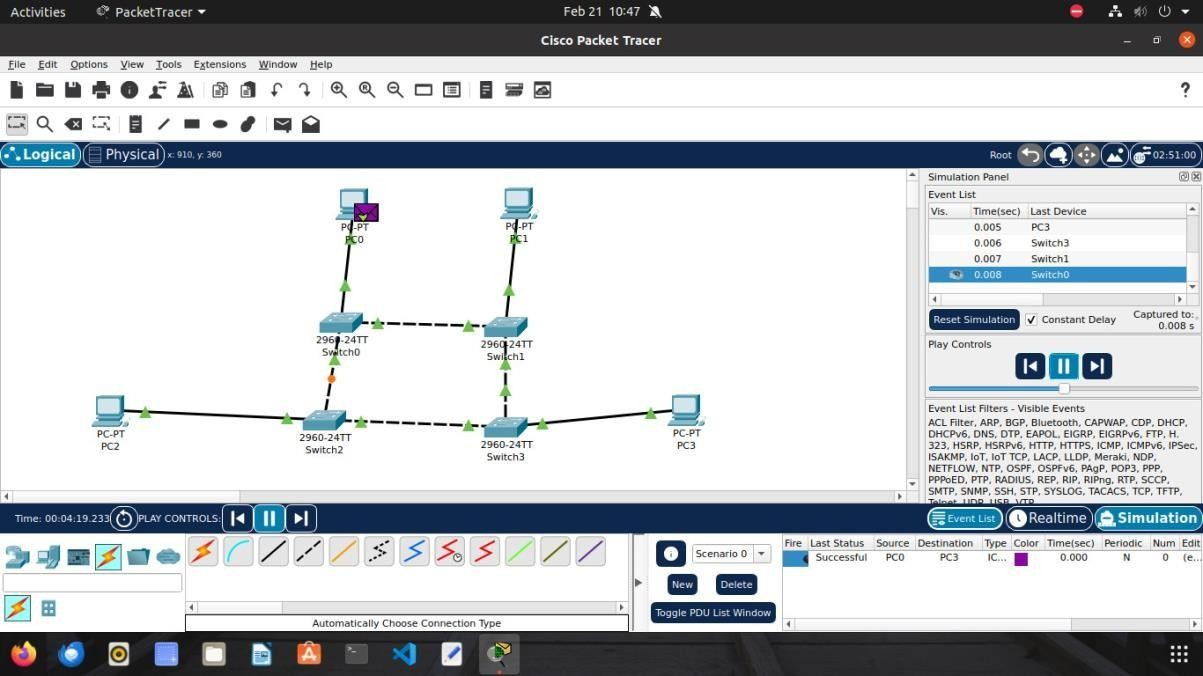 Activities PacketTracer Feb 21 10:47
Cisco Packet Tracer
File Edit Options View Tools Extensions Window Help
?
Logical Physical x: 910, y: 360 Root 02:51:00
Simulation Panel
Event List
Vis. Time(sec) Last Device
0.005 PC3
0.006 Switch3
0.007 Switch1
0.008 Switch0
Reset Simulation Constant Delay Captured to:
0.008 s
Play Controls
Event List Filters - Visible Events
ACL Filter, ARP, BGP, Bluetooth, CAPWAP, CDP, DHCP,
DHCPv6, DNS, DTP, EAPOL, EIGRP, EIGRPv6, FTP, H.
323, HSRP, HSRPv6, HTTP, HTTPS, ICMP, ICMPv6, IPSec,
ISAKMP, IoT, IoT TCP, LACP, LLDP, Meraki, NDP,
NETFLOW, NTP, OSPF, OSPFv6, PAgP, POP3, PPP,
PPPoED, PTP, RADIUS, REP, RIP, RIPng, RTP, SCCP,
SMTP, SNMP, SSH, STP, SYSLOG, TACACS, TCP, TFTP,
Telnet, UDP, USB, VTP
PC-PT
PC0
PC-PT
PC1
2960-24TT
Switch0
2960-24TT
Switch1
PC-PT
PC2
2960-24TT
Switch2
2960-24TT
Switch3
PC-PT
PC3
Time: 00:04:19.233 PLAY CONTROLS: Event List Realtime Simulation
Scenario 0
New Delete
Toggle PDU List Window
Fire Last Status Source Destination Type Color Time(sec) Periodic Num Edit
Successful PC0 PC3 IC... 0.000 N 0 (e...
Automatically Choose Connection Type